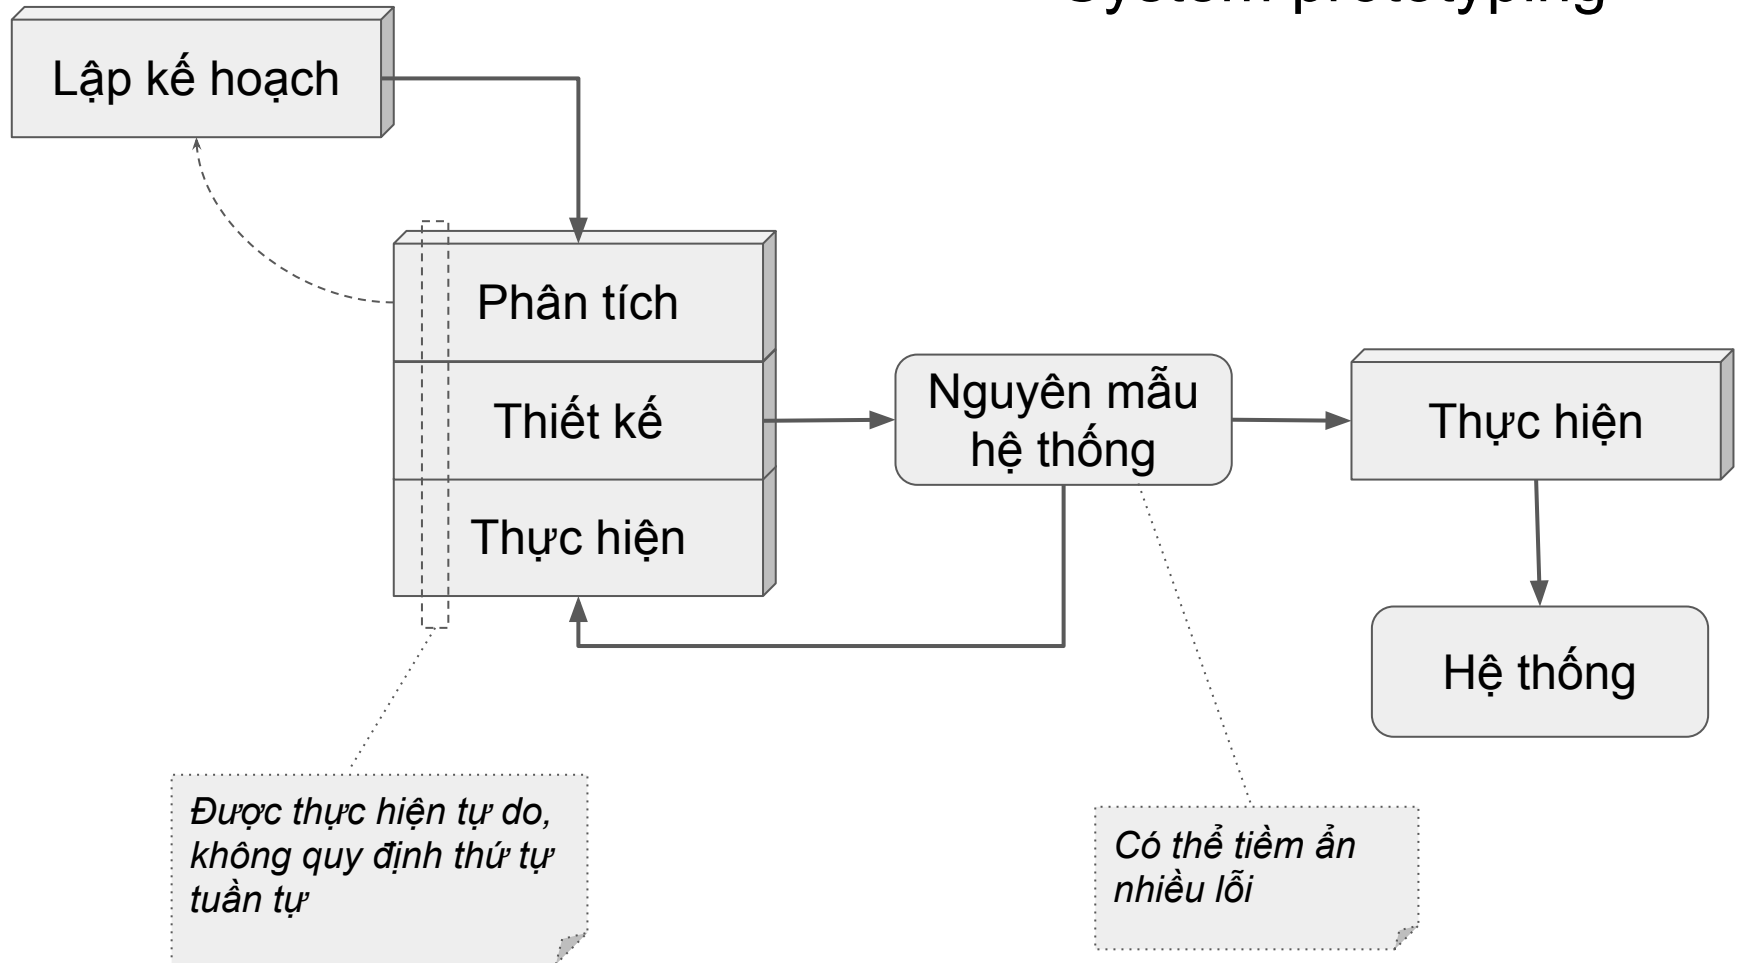 System prototyping
Lập kế hoạch
Phân tích
Thiết kế
Thực hiện
Nguyên mẫu
hệ thống
Thực hiện
Hệ thống
Được thực hiện tự do,
không quy định thứ tự
tuần tự
Có thể tiềm ẩn
nhiều lỗi